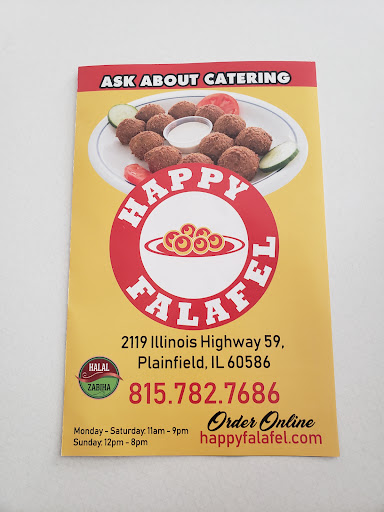 ASK ABOUT CATERING
HAPPY
FALAFEL
2119 Illinois Highway 59,
Plainfield, IL 60586
HALAL
ZABIHA
815.782.7686
Monday - Saturday: 11am - 9pm
Sunday: 12pm - 8pm
Order Online
happyfalafel.com